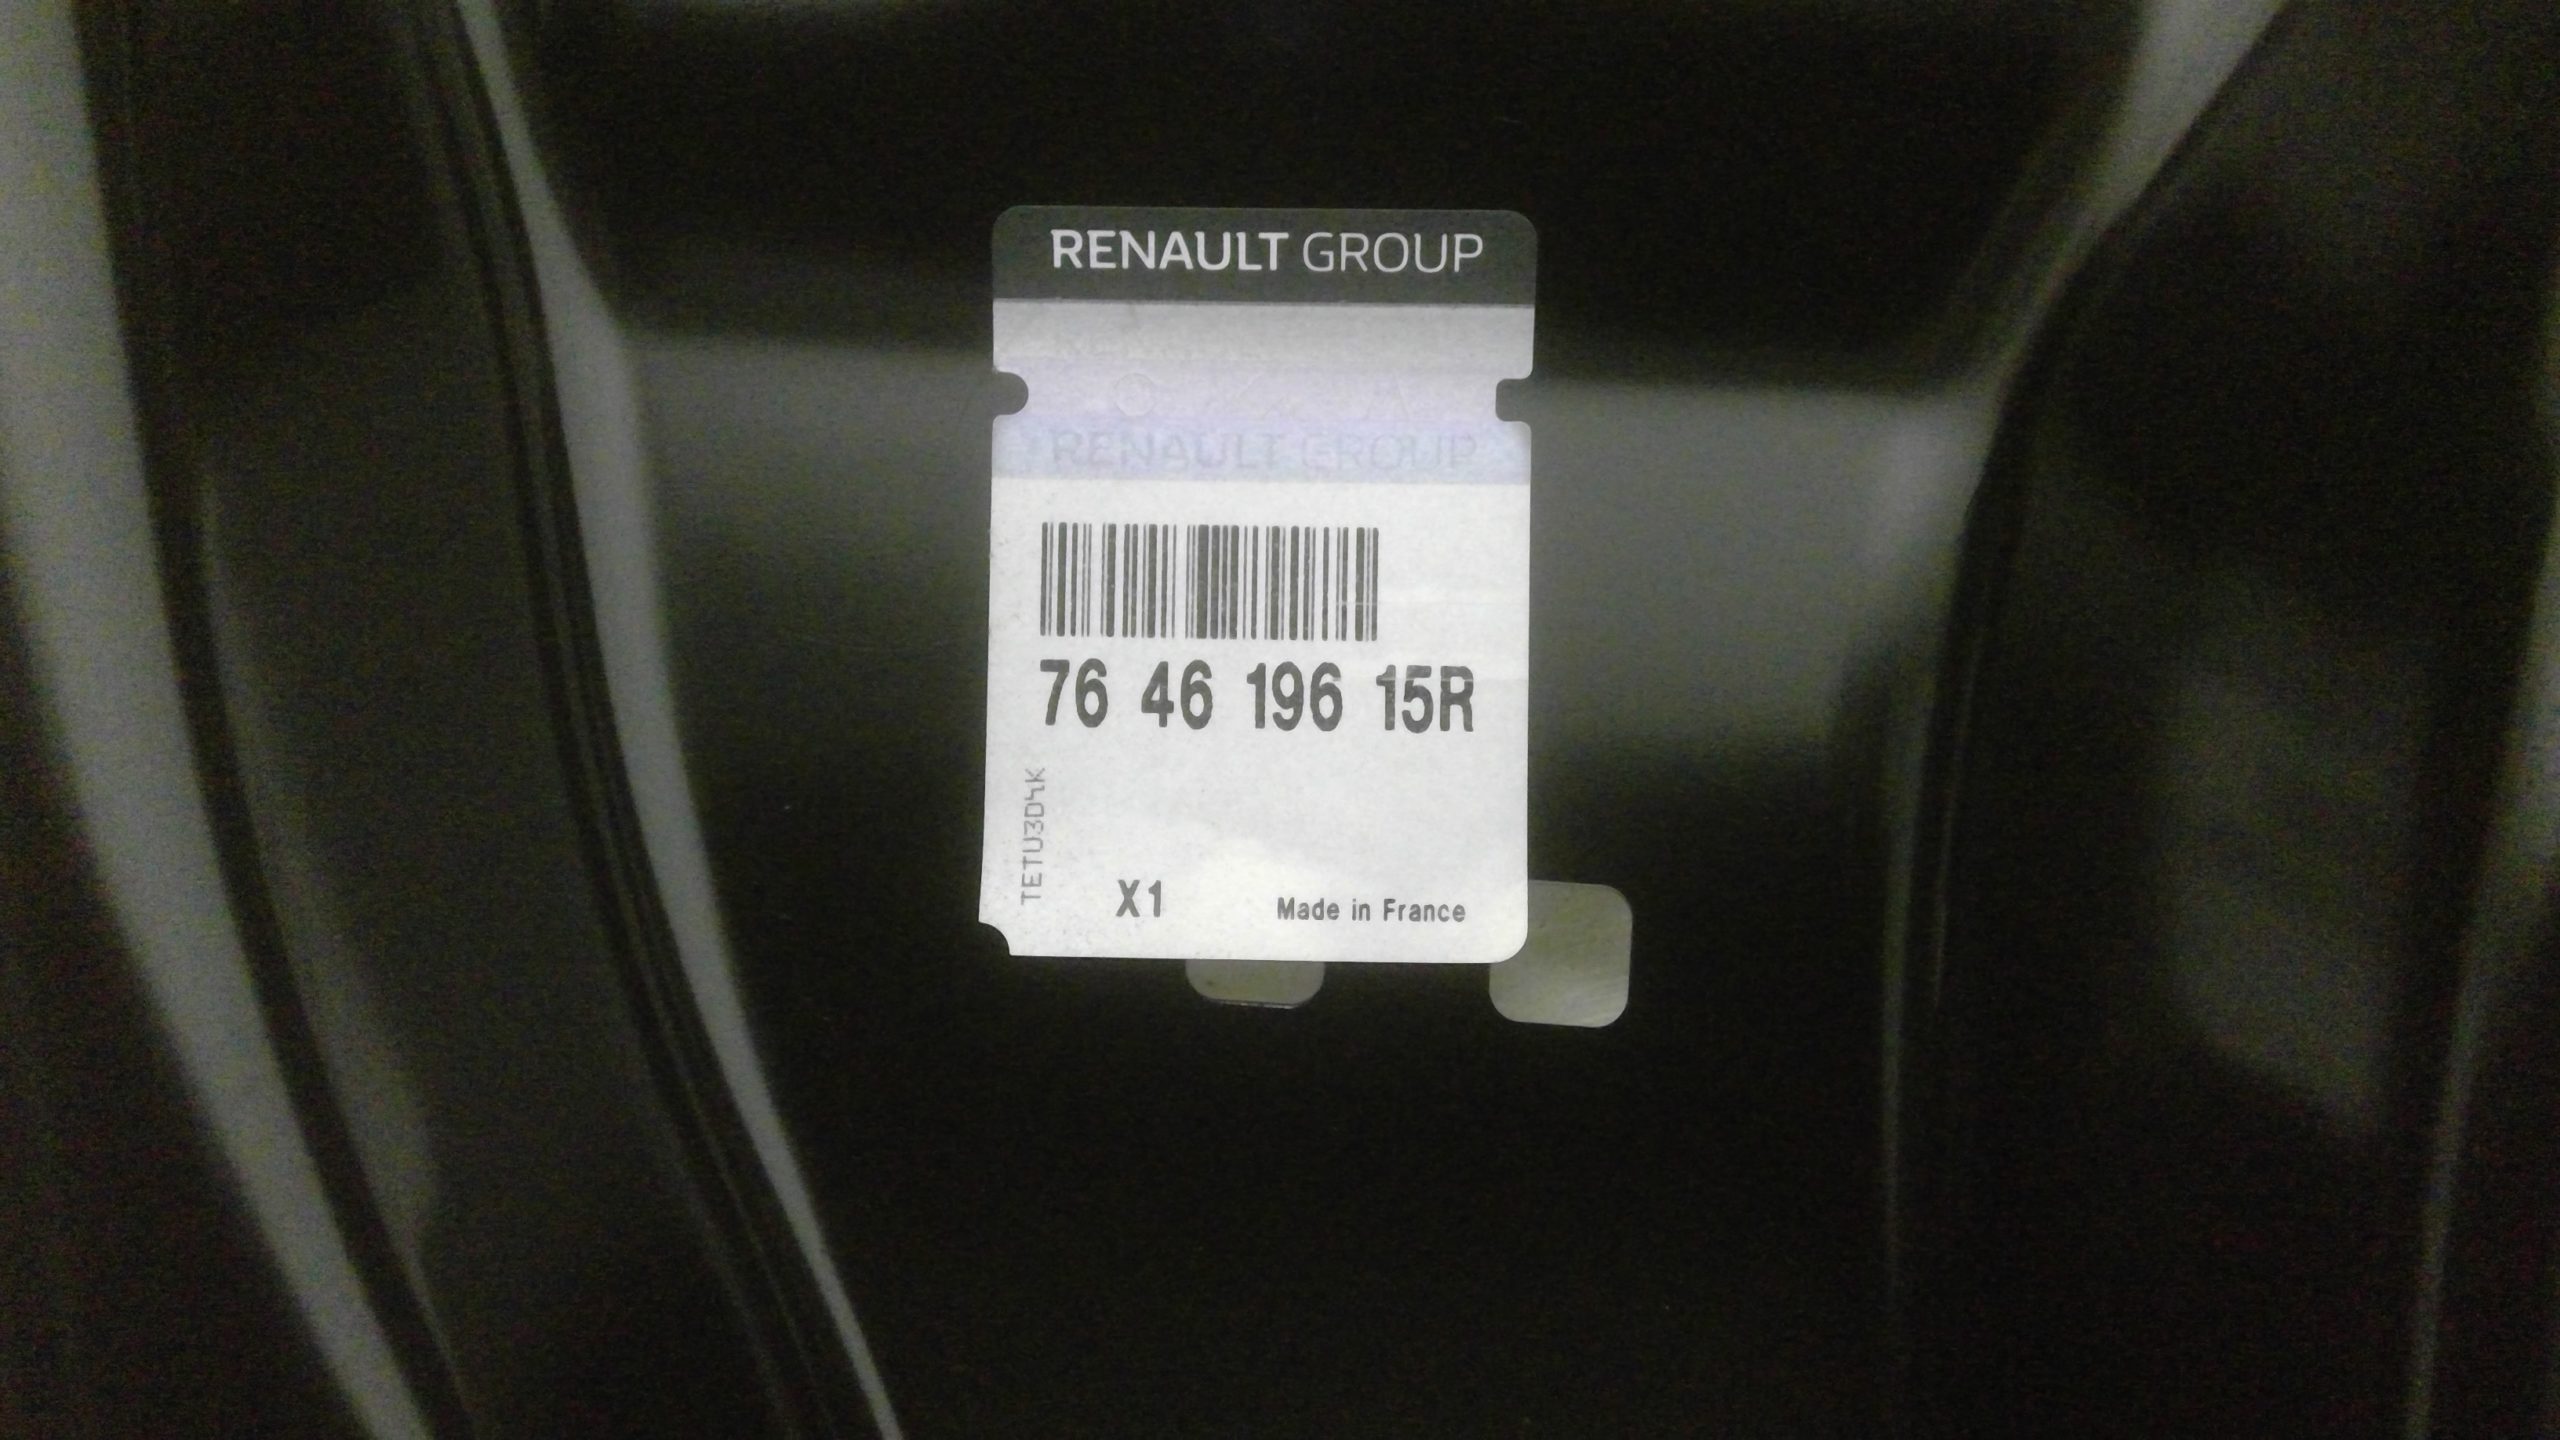 RENAULT GROUP
RENAULT GROUP
76 46 196 15R
TETU3D4K
X1 Made in France